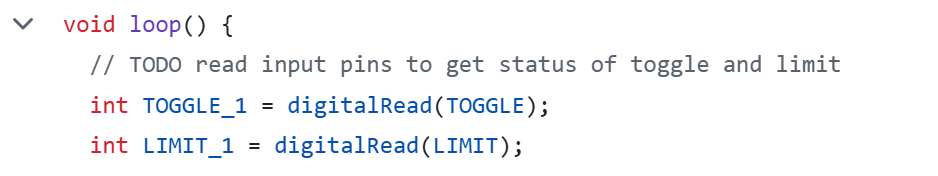 void loop() {
// TODO read input pins to get status of toggle and limit
int TOGGLE_1 = digitalRead(TOGGLE);
int LIMIT_1 = digitalRead(LIMIT);